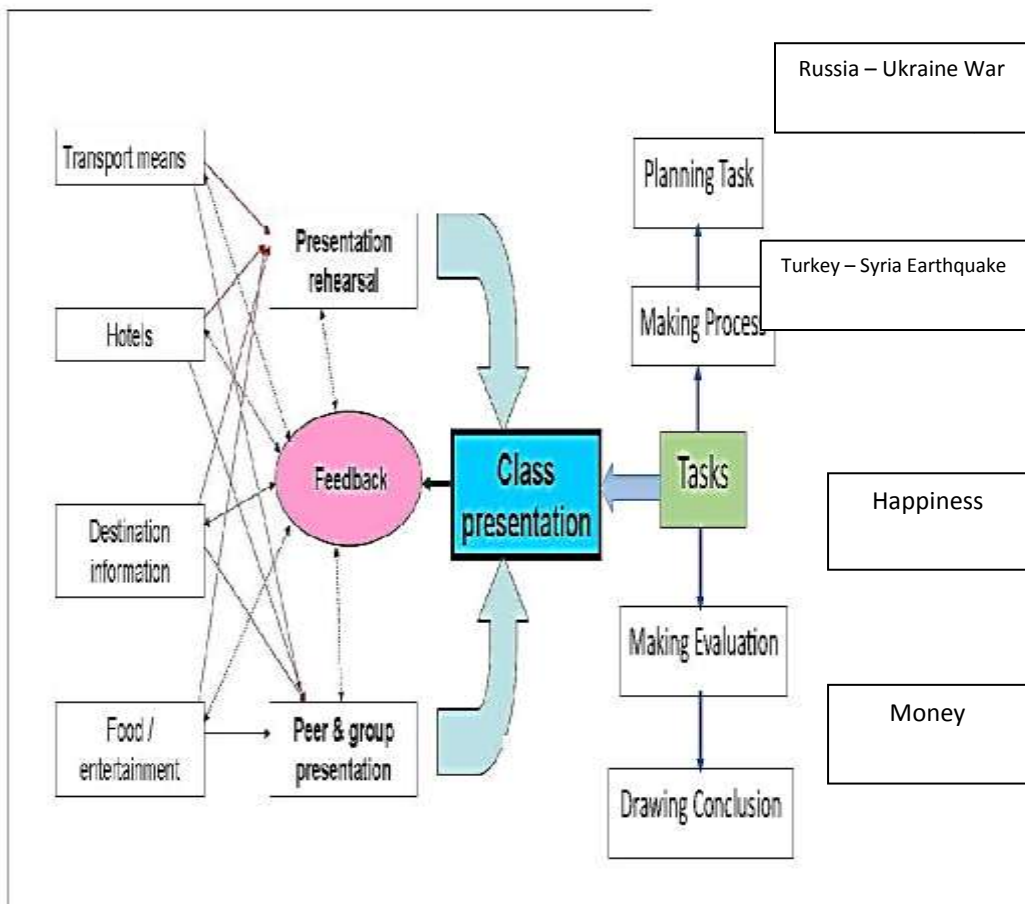 Russia – Ukraine War
Transport means
Planning Task
Presentation
rehearsal
Turkey – Syria Earthquake
Hotels
Making Process
Feedback
Class
presentation
Tasks
Happiness
Destination
information
Making Evaluation
Food /
entertainment
Peer & group
presentation
Money
Drawing Conclusion